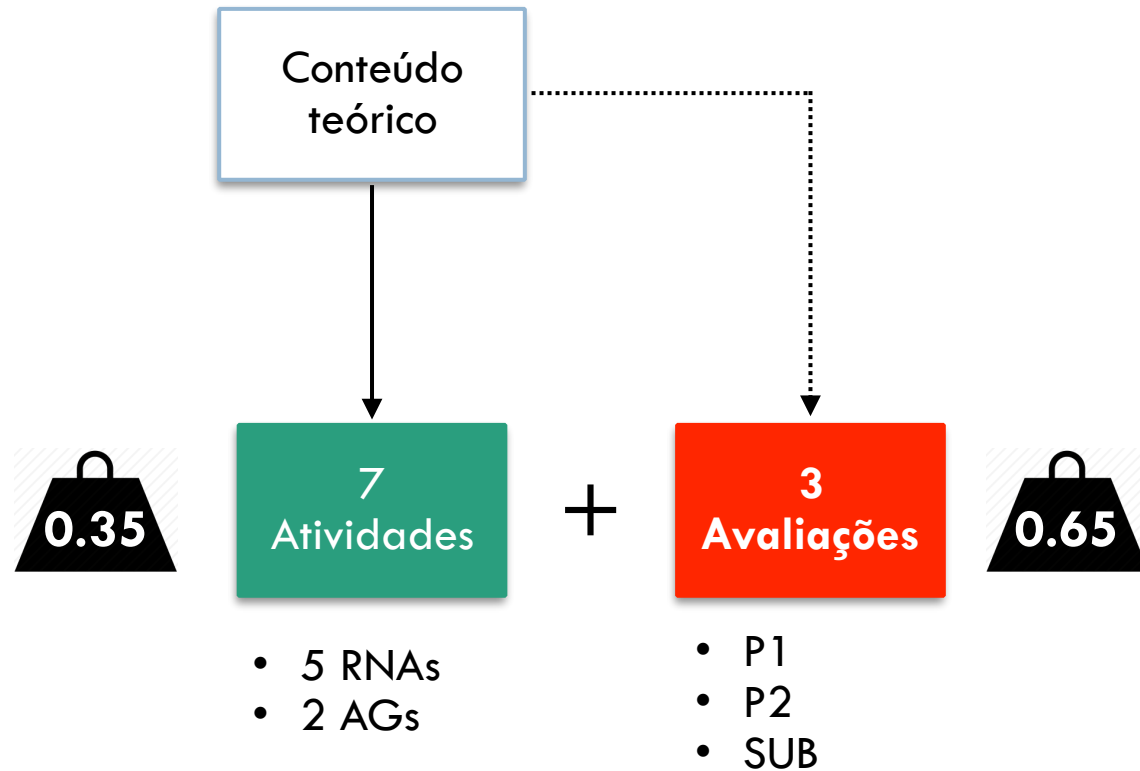 Conteúdo
teórico
0.35
7
Atividades
+
3
Avaliações
0.65
• 5 RNAs
• 2 AGs
• P1
• P2
• SUB